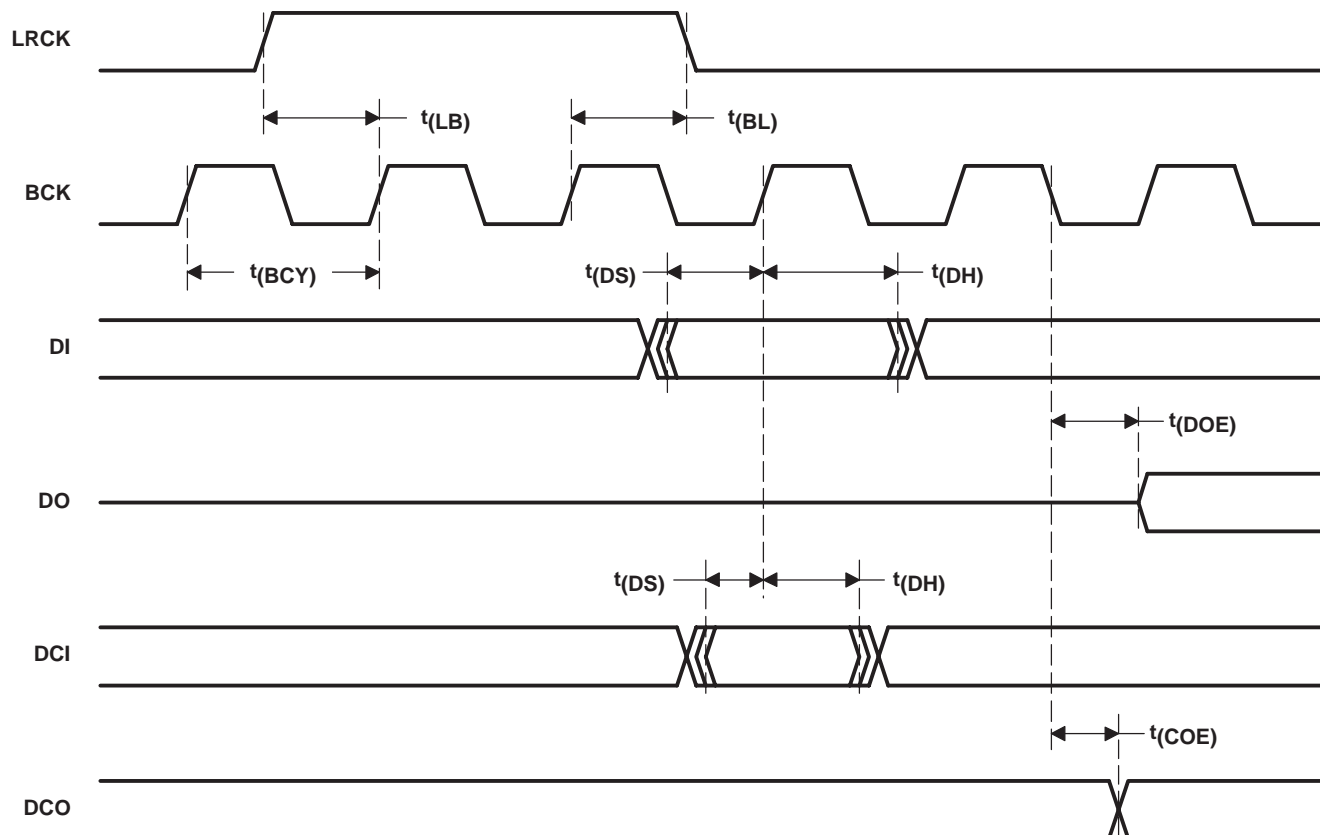 LRCK
t(LB)
t(BL)
BCK
t(BCY)
t(DS)
t(DH)
DI
t(DOE)
DO
t(DS)
t(DH)
DCI
t(COE)
DCO